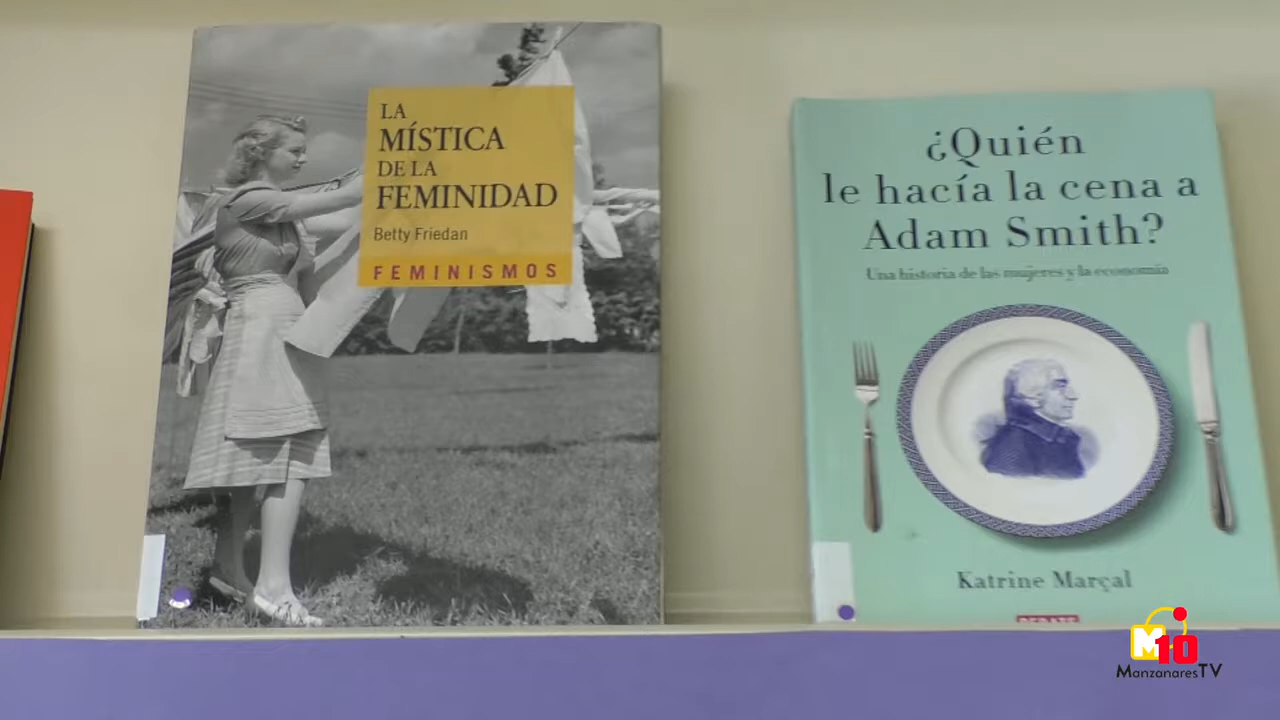 LA
MÍSTICA
DE LA
FEMINIDAD
Betty Friedan
FEMINISMOS
¿Quién
le hacía la cena a
Adam Smith?
Una historia de las mujeres y la economía
Katrine Marçal
DEBATE
M10
ManzanaresTV